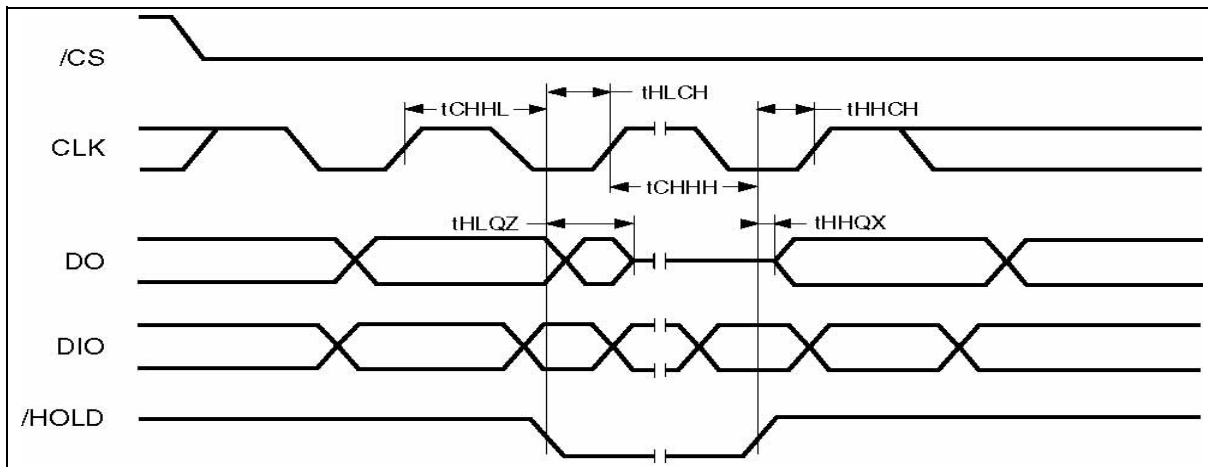 /CS
tHLCH
tHHCH
tCHHL
CLK
tCHHH
tHLQZ
tHHQX
DO
DIO
/HOLD